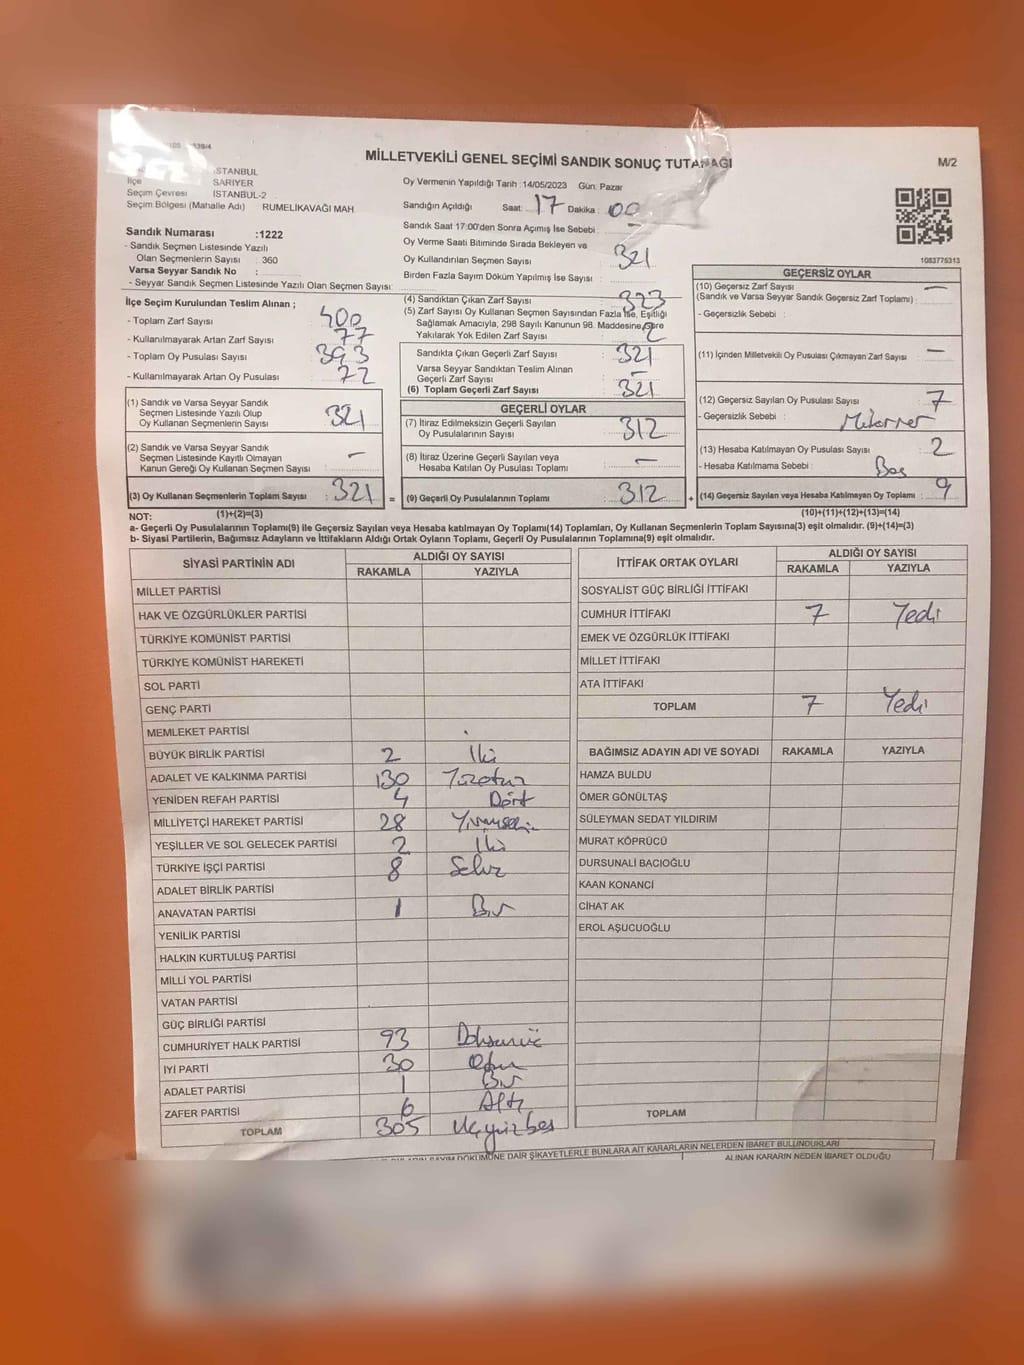 MİLLETVEKİLİ GENEL SEÇİMİ SANDIK SONUÇ TUTANAĞI
M/2
İSTANBUL
İlçe SARIYER
Seçim Çevresi İSTANBUL-2
Seçim Bölgesi (Mahalle Adı) RUMELİKAVAĞI MAH.
Sandık Numarası :1222
- Sandık Seçmen Listesinde Yazılı
Olan Seçmenlerin Sayısı : 360
Varsa Seyyar Sandık No :
- Seyyar Sandık Seçmen Listesinde Yazılı Olan Seçmen Sayısı:
Oy Vermenin Yapıldığı Tarih :14/05/2023 Gün: Pazar
Sandığın Açıldığı Saat: 17 Dakika : 00
Sandık Saat 17:00'den Sonra Açımış İse Sebebi : -
Oy Verme Saati Bitiminde Sırada Bekleyen ve
Oy Kullandırılan Seçmen Sayısı : 321
Birden Fazla Sayım Döküm Yapılmış İse Sayısı :
1083775313
İlçe Seçim Kurulundan Teslim Alınan ;
- Toplam Zarf Sayısı : 400
- Kullanılmayarak Artan Zarf Sayısı : 77
- Toplam Oy Pusulası Sayısı : 393
- Kullanılmayarak Artan Oy Pusulası : 72
(4) Sandıktan Çıkan Zarf Sayısı : 323
(5) Zarf Sayısı Oy Kullanan Seçmen Sayısından Fazla İse, Eşitliği
Sağlamak Amacıyla, 298 Sayılı Kanunun 98. Maddesine Göre
Yakılarak Yok Edilen Zarf Sayısı : 2
Sandıkta Çıkan Geçerli Zarf Sayısı : 321
Varsa Seyyar Sandıktan Teslim Alınan
Geçerli Zarf Sayısı : -
(6) Toplam Geçerli Zarf Sayısı : 321
GEÇERSİZ OYLAR
(10) Geçersiz Zarf Sayısı -
(Sandık ve Varsa Seyyar Sandık Geçersiz Zarf Toplamı) :
- Geçersizlik Sebebi :
(11) İçinden Milletvekili Oy Pusulası Çıkmayan Zarf Sayısı : -
(12) Geçersiz Sayılan Oy Pusulası Sayısı : 7
- Geçersizlik Sebebi :
(13) Hesaba Katılmayan Oy Pusulası Sayısı : 2
- Hesaba Katılmama Sebebi : Boş
(14) Geçersiz Sayılan veya Hesaba Katılmayan Oy Toplamı : 9
(10)+(11)+(12)+(13)=(14)
(1) Sandık ve Varsa Seyyar Sandık
Seçmen Listesinde Yazılı Olup
Oy Kullanan Seçmenlerin Sayısı : 321
(2) Sandık ve Varsa Seyyar Sandık
Seçmen Listesinde Kayıtlı Olmayan
Kanun Gereği Oy Kullanan Seçmen Sayısı : -
(3) Oy Kullanan Seçmenlerin Toplam Sayısı : 321 =
(1)+(2)=(3)
GEÇERLİ OYLAR
(7) İtiraz Edilmeksizin Geçerli Sayılan
Oy Pusulalarının Sayısı : 312
(8) İtiraz Üzerine Geçerli Sayılan veya
Hesaba Katılan Oy Pusulası Toplamı : -
(9) Geçerli Oy Pusulalarının Toplamı : 312 +
NOT:
a- Geçerli Oy Pusulalarının Toplamı(9) ile Geçersiz Sayılan veya Hesaba katılmayan Oy Toplamı(14) Toplamları, Oy Kullanan Seçmenlerin Toplam Sayısına(3) eşit olmalıdır. (9)+(14)=(3)
b- Siyasi Partilerin, Bağımsız Adayların ve İttifakların Aldığı Ortak Oyların Toplamı, Geçerli Oy Pusulalarının Toplamına(9) eşit olmalıdır.
SİYASİ PARTİNİN ADI ALDIĞI OY SAYISI
RAKAMLA YAZIYLA
MİLLET PARTİSİ
HAK VE ÖZGÜRLÜKLER PARTİSİ
TÜRKİYE KOMÜNİST PARTİSİ
TÜRKİYE KOMÜNİST HAREKETİ
SOL PARTİ
GENÇ PARTİ
MEMLEKET PARTİSİ
BÜYÜK BİRLİK PARTİSİ 2 İki
ADALET VE KALKINMA PARTİSİ 130 Yüzotuz
YENİDEN REFAH PARTİSİ 4 Dört
MİLLİYETÇİ HAREKET PARTİSİ 28 Yirmisekiz
YEŞİLLER VE SOL GELECEK PARTİSİ 2 İki
TÜRKİYE İŞÇİ PARTİSİ 8 Sekiz
ADALET BİRLİK PARTİSİ
ANAVATAN PARTİSİ 1 Bir
YENİLİK PARTİSİ
HALKIN KURTULUŞ PARTİSİ
MİLLİ YOL PARTİSİ
VATAN PARTİSİ
GÜÇ BİRLİĞİ PARTİSİ
CUMHURİYET HALK PARTİSİ 93 Doksanüç
İYİ PARTİ 30 Otuz
ADALET PARTİSİ 1 Bir
ZAFER PARTİSİ 6 Altı
TOPLAM 305 Üçyüzbeş
İTTİFAK ORTAK OYLARI ALDIĞI OY SAYISI
RAKAMLA YAZIYLA
SOSYALİST GÜÇ BİRLİĞİ İTTİFAKI
CUMHUR İTTİFAKI 7 Yedi
EMEK VE ÖZGÜRLÜK İTTİFAKI
MİLLET İTTİFAKI
ATA İTTİFAKI
TOPLAM 7 Yedi
BAĞIMSIZ ADAYIN ADI VE SOYADI RAKAMLA YAZIYLA
HAMZA BULDU
ÖMER GÖNÜLTAŞ
SÜLEYMAN SEDAT YILDIRIM
MURAT KÖPRÜCÜ
DURSUNALİ BACIOĞLU
KAAN KONANCİ
CİHAT AK
EROL AŞUCUOĞLU
TOPLAM
SAYIM DÖKÜMÜNE DAİR ŞİKAYETLERLE BUNLARA AİT KARARLARIN NELERDEN İBARET BULUNDUKLARI
ALINAN KARARIN NEDEN İBARET OLDUĞU